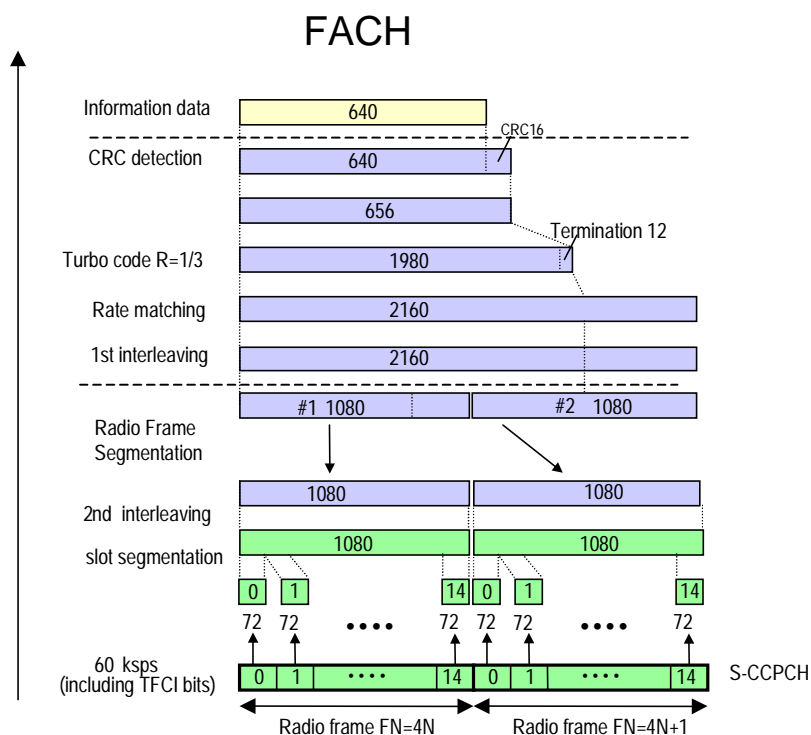 FACH
Information data
640
CRC16
CRC detection
640
656
Termination 12
Turbo code R=1/3
1980
Rate matching
2160
1st interleaving
2160
#1 1080
#2 1080
Radio Frame
Segmentation
1080
1080
2nd interleaving
slot segmentation
1080
1080
0 1 14 0 1 14
72 72 •••• 72 72 72 •••• 72
60 ksps
(including TFCI bits)
0 1 •••• 14 0 1 •••• 14
S-CCPCH
Radio frame FN=4N
Radio frame FN=4N+1